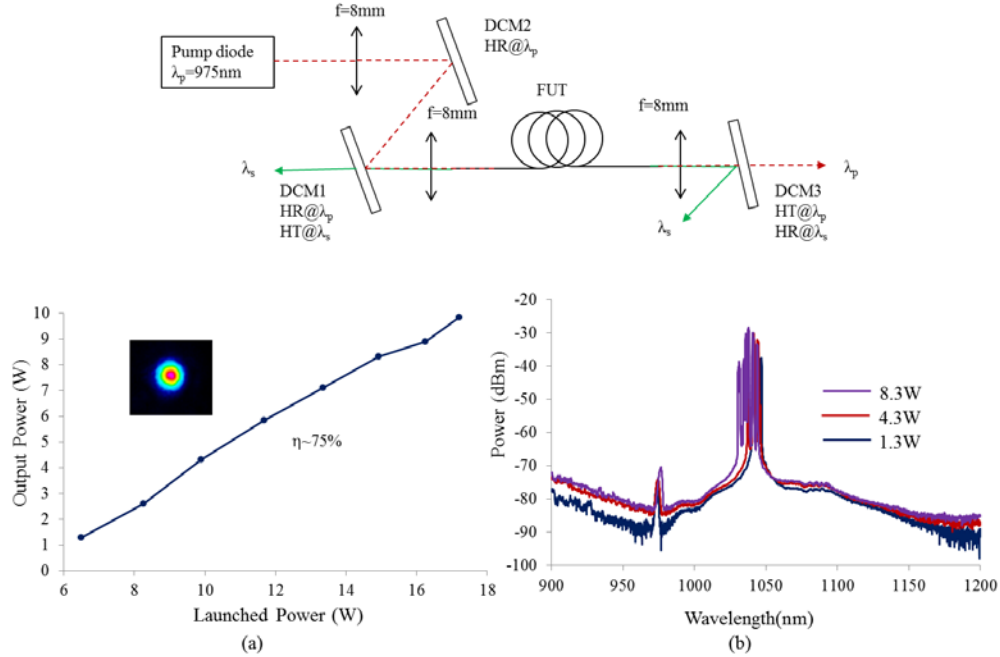 f=8mm
DCM2
HR@λp
Pump diode
λp=975nm
f=8mm
FUT
f=8mm
λs
λp
DCM1
HR@λp
HT@λs
λs
DCM3
HT@λp
HR@λs
Output Power (W)
10
9
8
7
6
5
4
3
2
1
0
η~75%
6
8
10
12
14
16
18
Launched Power (W)
(a)
Power (dBm)
-20
-30
-40
-50
-60
-70
-80
-90
-100
8.3W
4.3W
1.3W
900
950
1000
1050
1100
1150
1200
Wavelength(nm)
(b)